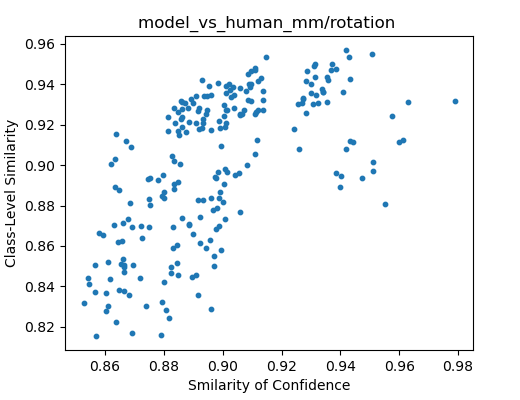 model_vs_human_mm/rotation
0.96
0.94
0.92
0.90
0.88
0.86
0.84
0.82
Class-Level Similarity
0.86 0.88 0.90 0.92 0.94 0.96 0.98
Smilarity of Confidence